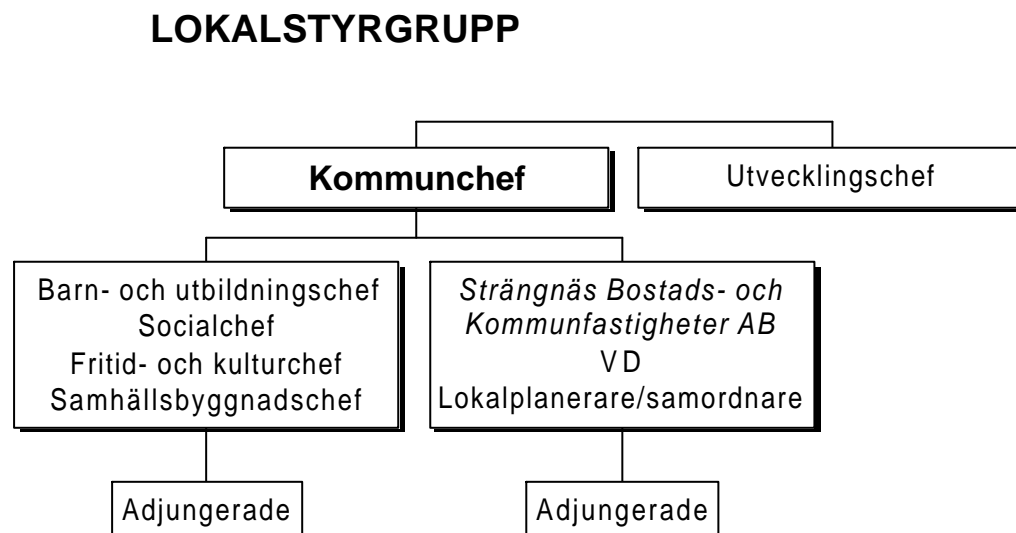 LOKALSTYRGRUPP
Kommunchef
Utvecklingschef
Barn- och utbildningschef
Socialchef
Fritid- och kulturchef
Samhällsbyggnadschef
Strängnäs Bostads- och
Kommunfastigheter AB
VD
Lokalplanerare/samordnare
Adjungerade
Adjungerade